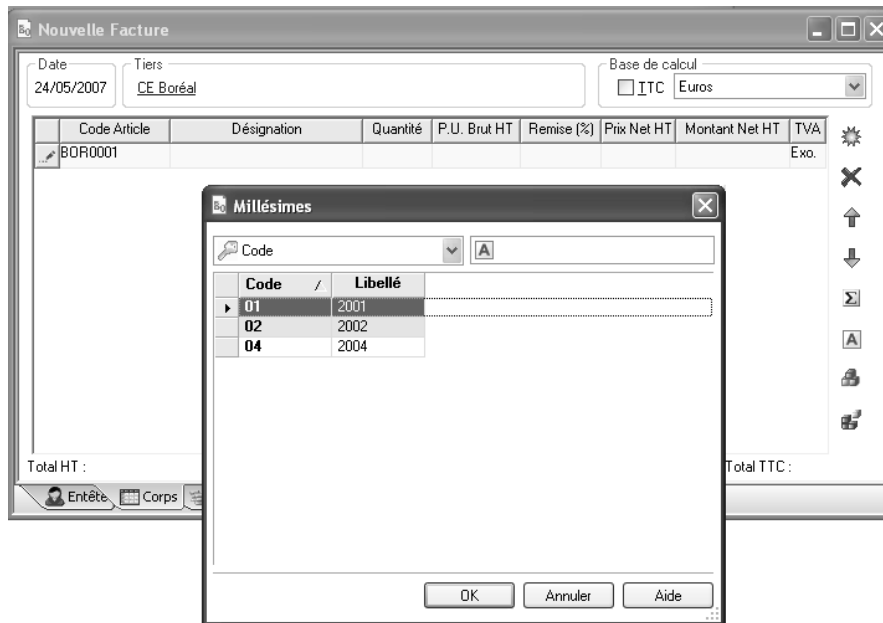 Nouvelle Facture
Date Tiers Base de calcul
24/05/2007 CE Boréal TTC Euros
Code Article Désignation Quantité P.U. Brut HT Remise (%) Prix Net HT Montant Net HT TVA
BOR0001 Exo.
Millésimes
Code A
Code Libellé
01 2001
02 2002
04 2004
Σ
A
Total HT : Total TTC :
Entête Corps
OK Annuler Aide